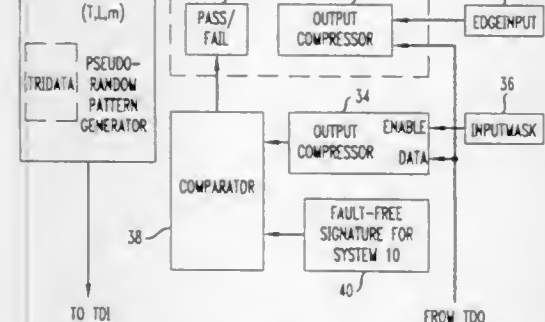 (T,L,m)
TRIDATA
PSEUDO-
RANDOM
PATTERN
GENERATOR
PASS/
FAIL
OUTPUT
COMPRESSOR
EDGEINPUT
34
36
OUTPUT
COMPRESSOR
ENABLE
DATA
INPUTMASK
COMPARATOR
38
FAULT-FREE
SIGNATURE FOR
SYSTEM 10
40
TO TDI
FROM TDO